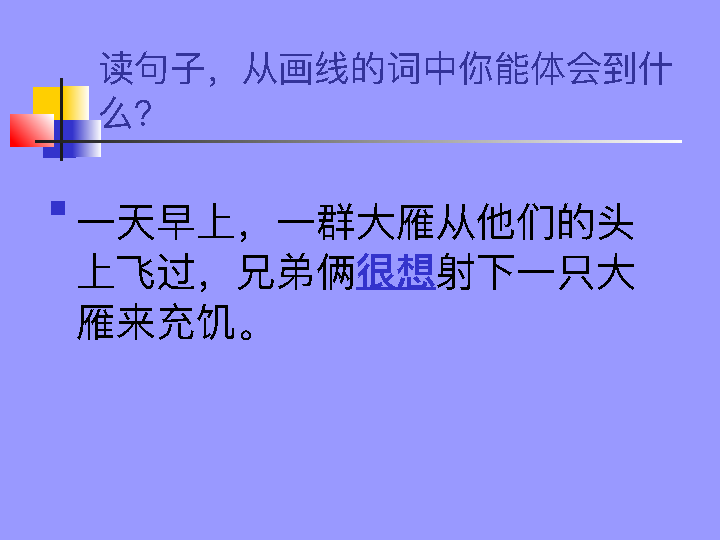 读句子，从画线的词中你能体会到什
么？
一天早上，一群大雁从他们的头
上飞过，兄弟俩很想射下一只大
雁来充饥。